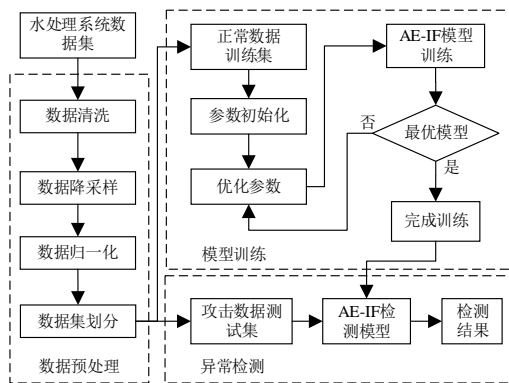 水处理系统数
据集
数据清洗
数据降采样
数据归一化
数据集划分
数据预处理
正常数据
训练集
参数初始化
优化参数
AE-IF模型
训练
最优模型
否
是
完成训练
模型训练
攻击数据测
试集
AE-IF检
测模型
检测
结果
异常检测